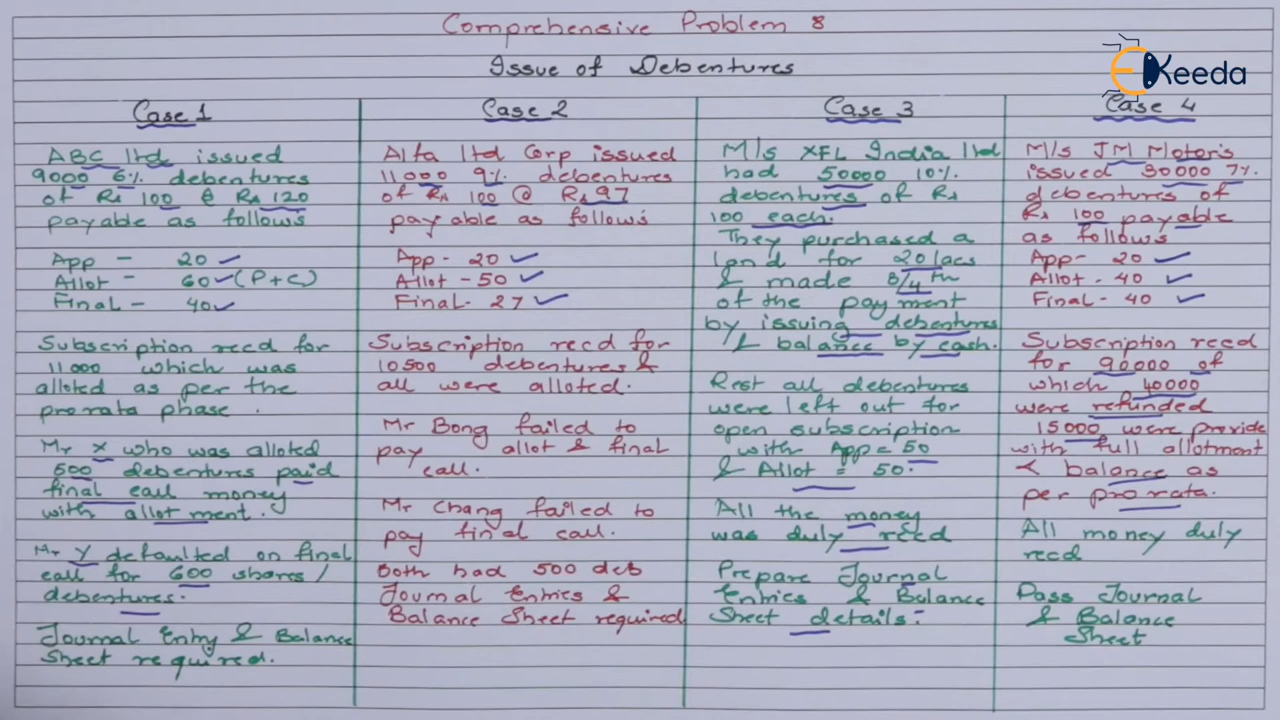 Comprehensive Problem 8
Issue of Debentures
EKeeda
Case 1
ABC ltd issued
9000 6% debentures
of Rs 100 @ Rs 120
payable as follows
App - 20
Allot - 60 (P+C)
Final - 40
Subscription recd for
11000 which was
alloted as per the
prorata phase.
Mr X who was alloted
500 debentures paid
final call money
with allotment.
Mr Y defaulted on final
call for 600 shares/
debentures.
Journal Entry & Balance
Sheet required.
Case 2
Alfa ltd Corp issued
11000 9% debentures
of Rs 100 @ Rs 97
payable as follows
App - 20
Allot - 50
Final - 27
Subscription recd for
10500 debentures &
all were alloted.
Mr Bong failed to
pay allot & final
call.
Mr Chang failed to
pay final call.
Both had 500 deb
Journal Entries &
Balance Sheet required
Case 3
M/s XFL India ltd
had 50000 10%
debentures of Rs
100 each.
They purchased a
land for 20 lacs
& made 3/4 th
of the payment
by issuing debentures
& balance by cash.
Rest all debentures
were left out for
open subscription
with App = 50
& Allot = 50.
All the money
was duly recd
Prepare Journal
Entries & Balance
Sheet details:
Case 4
M/s JM Motors
issued 30000 7%
debentures of
Rs 100 payable
as follows
App - 20
Allot - 40
Final - 40
Subscription recd
for 90000 of
which 40000
were refunded
15000 were provide
with full allotment
& balance as
per prorata.
All money duly
recd
Pass Journal
& Balance
Sheet